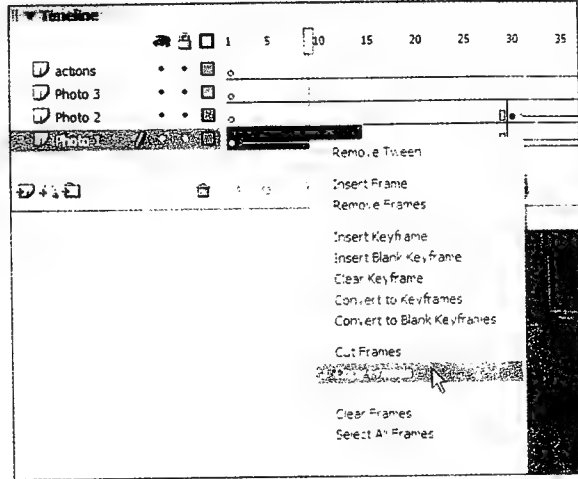 Timeline
1 5 10 15 20 25 30 35
actions
Photo 3
Photo 2
Photo 1
Remove Tween
Insert Frame
Remove Frames
Insert Keyframe
Insert Blank Keyframe
Clear Keyframe
Convert to Keyframes
Convert to Blank Keyframes
Cut Frames
Clear Frames
Select All Frames